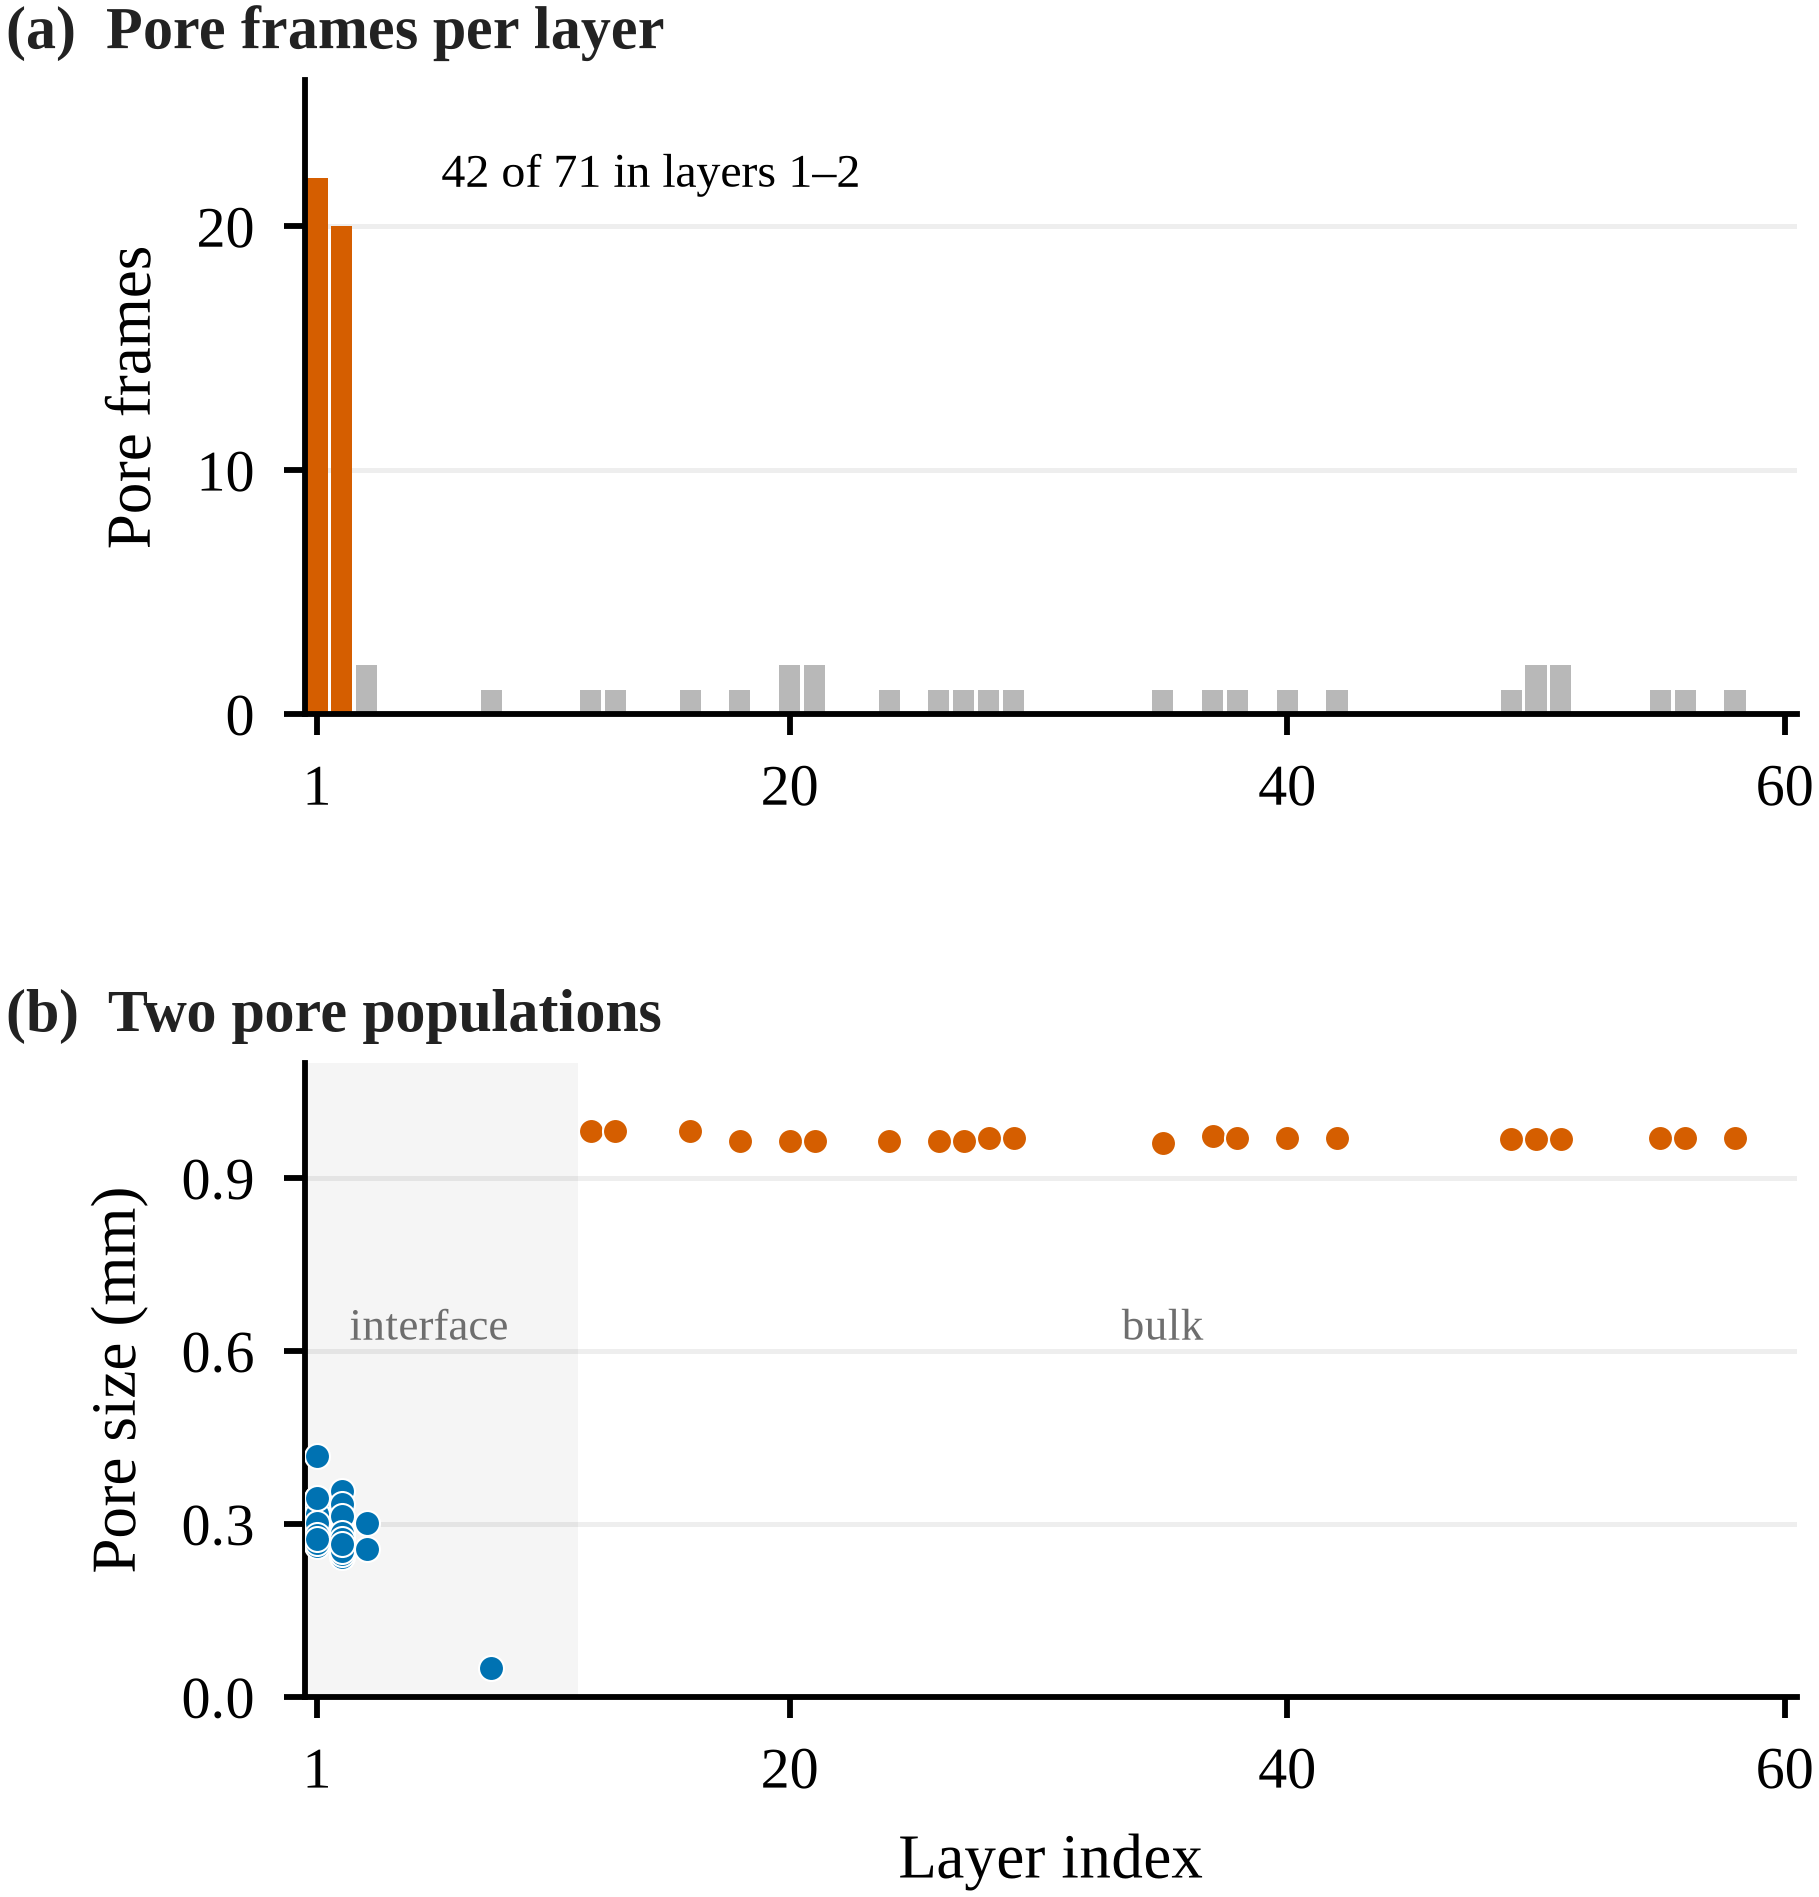 (a) Pore frames per layer
42 of 71 in layers 1–2
Pore frames
20
10
0
1
20
40
60
(b) Two pore populations
Pore size (mm)
0.9
0.6
0.3
0.0
interface
bulk
1
20
40
60
Layer index